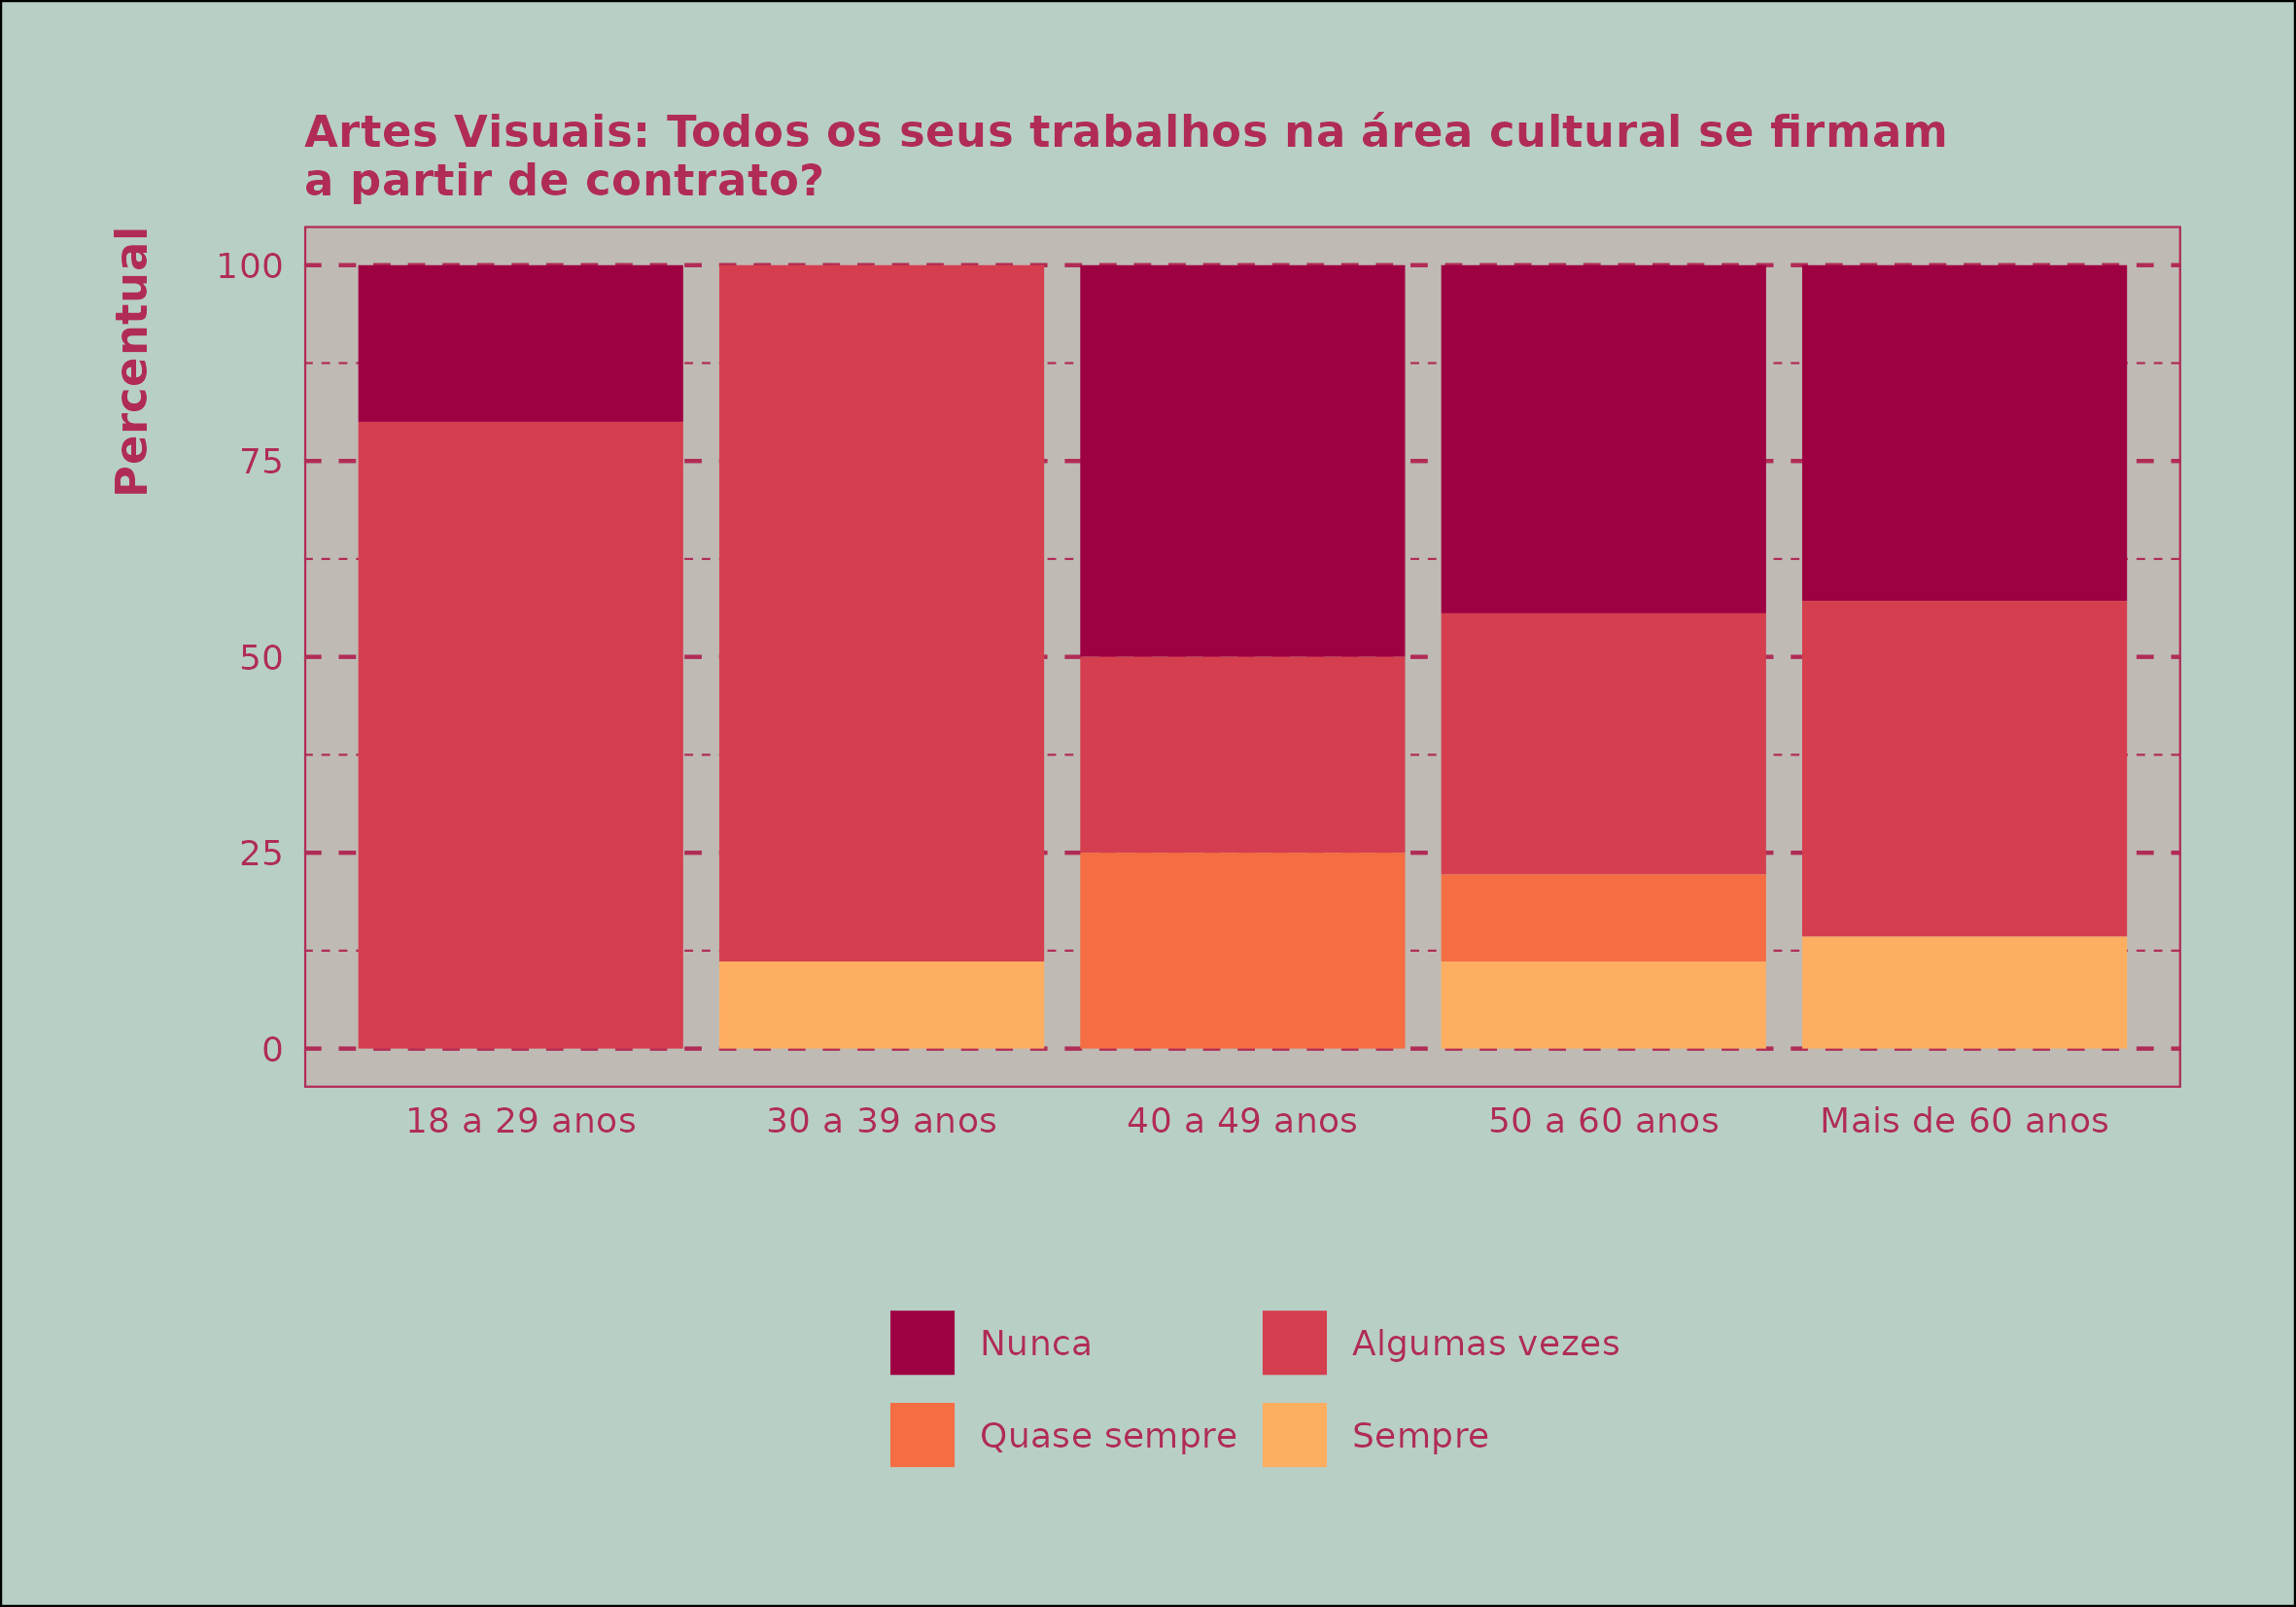 Artes Visuais: Todos os seus trabalhos na área cultural se firmam
a partir de contrato?
Percentual
100
75
50
25
0
18 a 29 anos
30 a 39 anos
40 a 49 anos
50 a 60 anos
Mais de 60 anos
Nunca
Algumas vezes
Quase sempre
Sempre